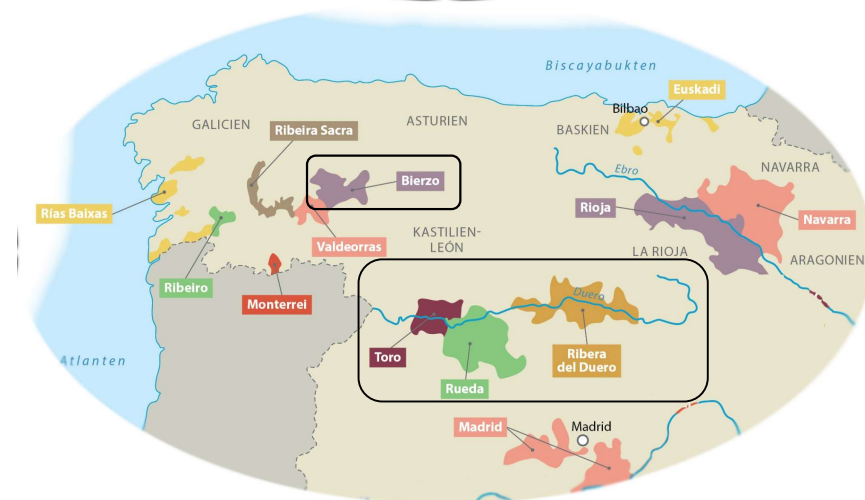 Biscayabukten
Euskadi
Bilbao
GALICIEN
ASTURIEN
BASKIEN
Ribeira Sacra
Ebro
NAVARRA
Bierzo
Rías Baixas
Rioja
Navarra
KASTILIEN-
LEÓN
Valdeorras
LA RIOJA
ARAGONIEN
Ribeiro
Monterrei
Duero
Toro
Ribera
del Duero
Atlanten
Rueda
Madrid
Madrid